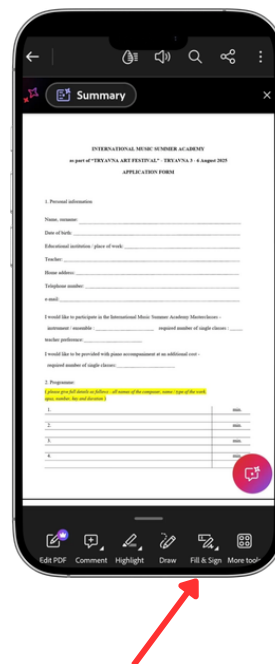 Summary
INTERNATIONAL MUSIC SUMMER ACADEMY
as part of "TRYAVNA ART FESTIVAL" - TRYAVNA 3 - 6 August 2025
APPLICATION FORM
1. Personal information
Name, surname:
Date of birth:
Educational institution / place of work:
Teacher:
Home address:
Telephone number:
e-mail:
I would like to participate in the International Music Summer Academy Masterclasses -
instrument / ensemble : required number of single classes :
teacher preference:
I would like to be provided with piano accompaniment at an additional cost -
required number of single classes:
2. Programme:
( please give full details as follows : all names of the composer, name / type of the work,
opus, number, key and duration )
1. min.
2. min.
3. min.
4. min.
Edit PDF Comment Highlight Draw Fill & Sign More tools